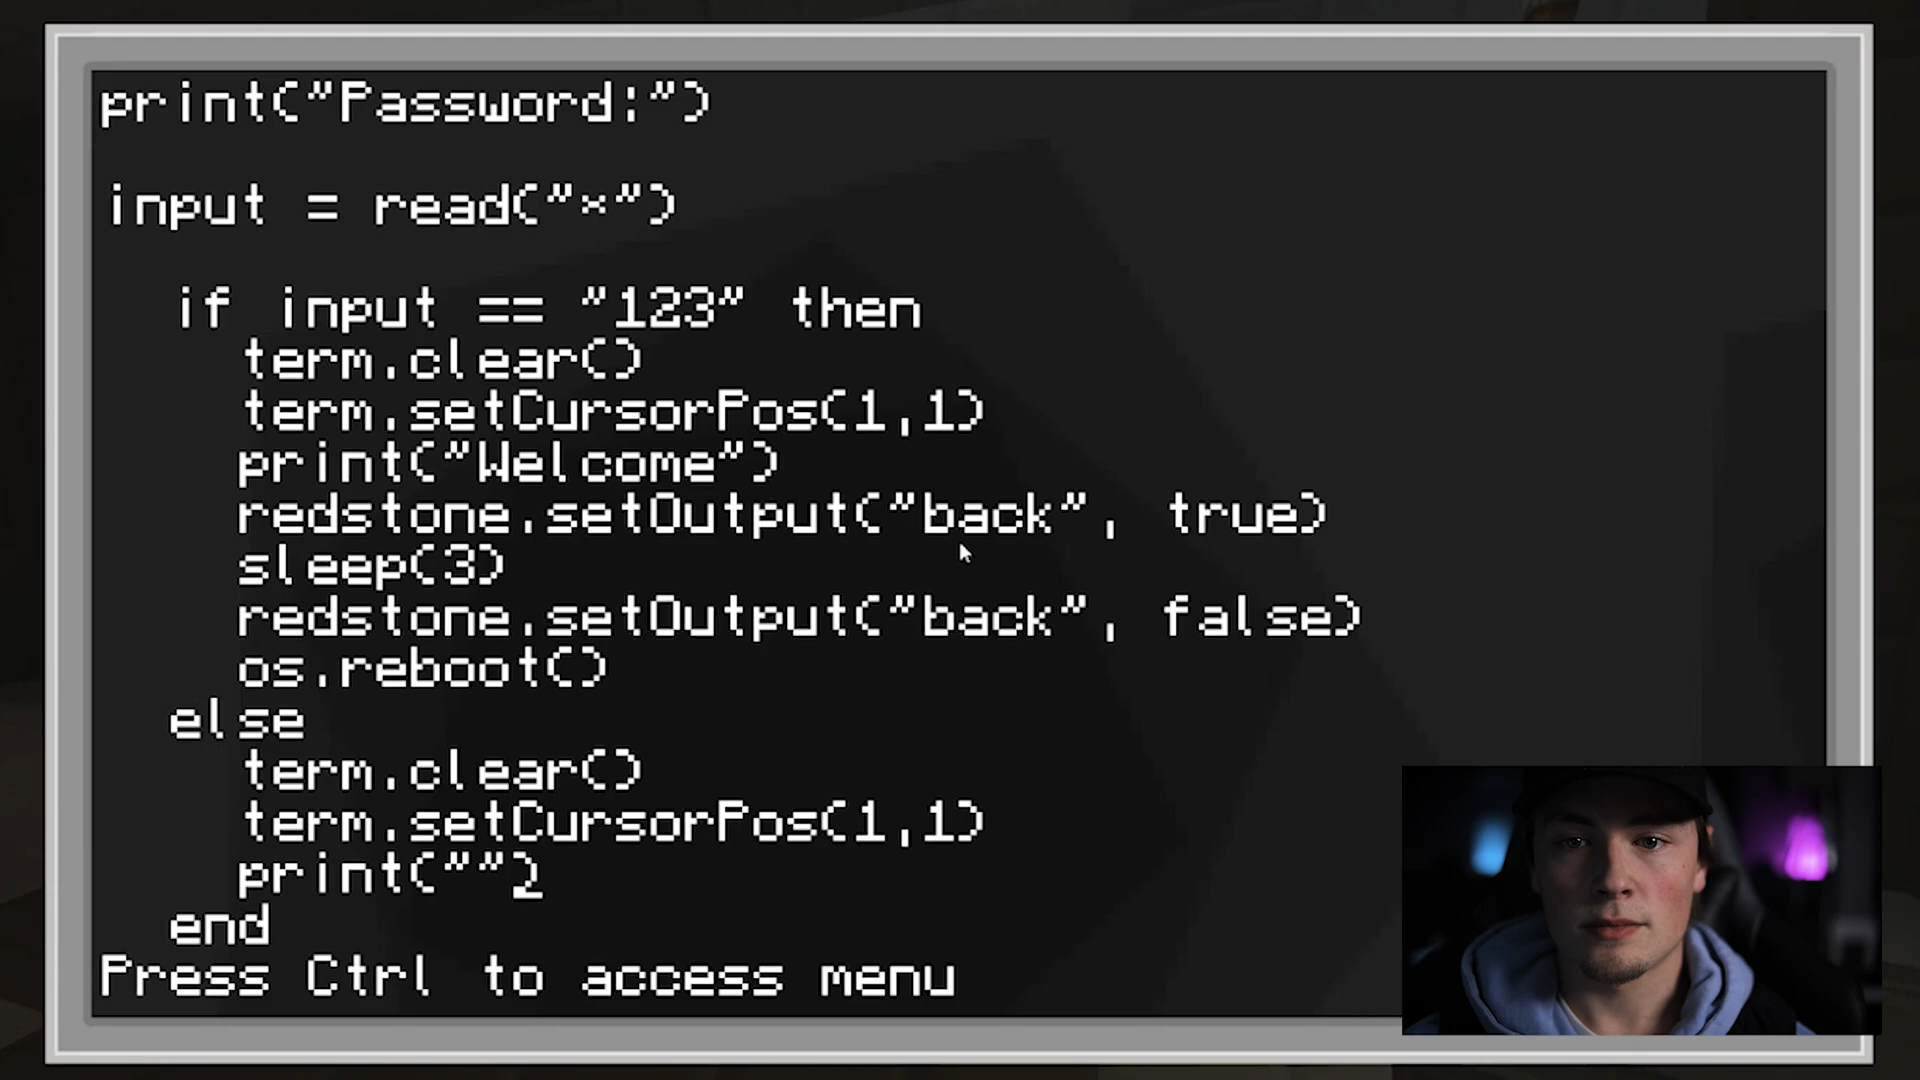 print("Password:")
input = read("*")
if input == "123" then
term.clear()
term.setCursorPos(1,1)
print("Welcome")
redstone.setOutput("back", true)
sleep(3)
redstone.setOutput("back", false)
os.reboot()
else
term.clear()
term.setCursorPos(1,1)
print("")
end
Press Ctrl to access menu